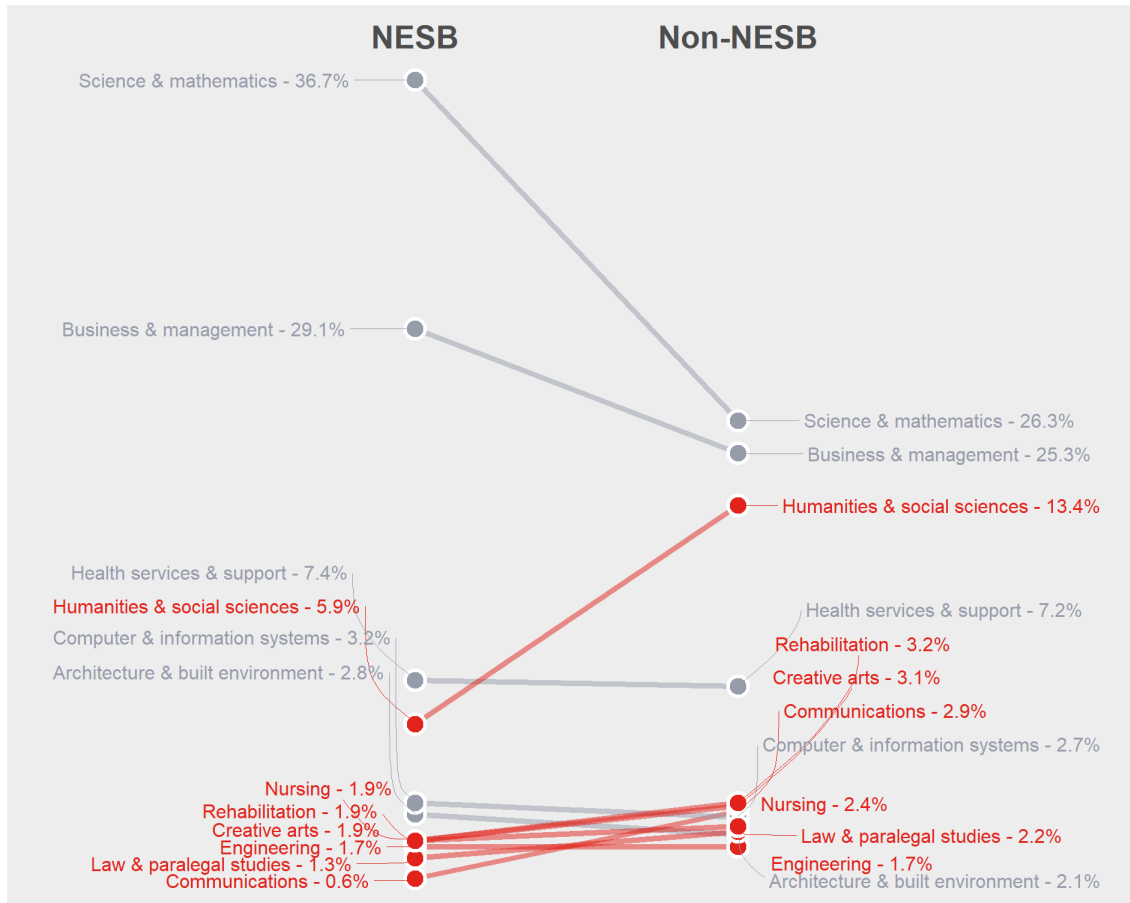 NESB
Non-NESB
Science & mathematics - 36.7%
Business & management - 29.1%
Health services & support - 7.4%
Humanities & social sciences - 5.9%
Computer & information systems - 3.2%
Architecture & built environment - 2.8%
Nursing - 1.9%
Rehabilitation - 1.9%
Creative arts - 1.9%
Engineering - 1.7%
Law & paralegal studies - 1.3%
Communications - 0.6%
Science & mathematics - 26.3%
Business & management - 25.3%
Humanities & social sciences - 13.4%
Health services & support - 7.2%
Rehabilitation - 3.2%
Creative arts - 3.1%
Communications - 2.9%
Computer & information systems - 2.7%
Nursing - 2.4%
Law & paralegal studies - 2.2%
Engineering - 1.7%
Architecture & built environment - 2.1%